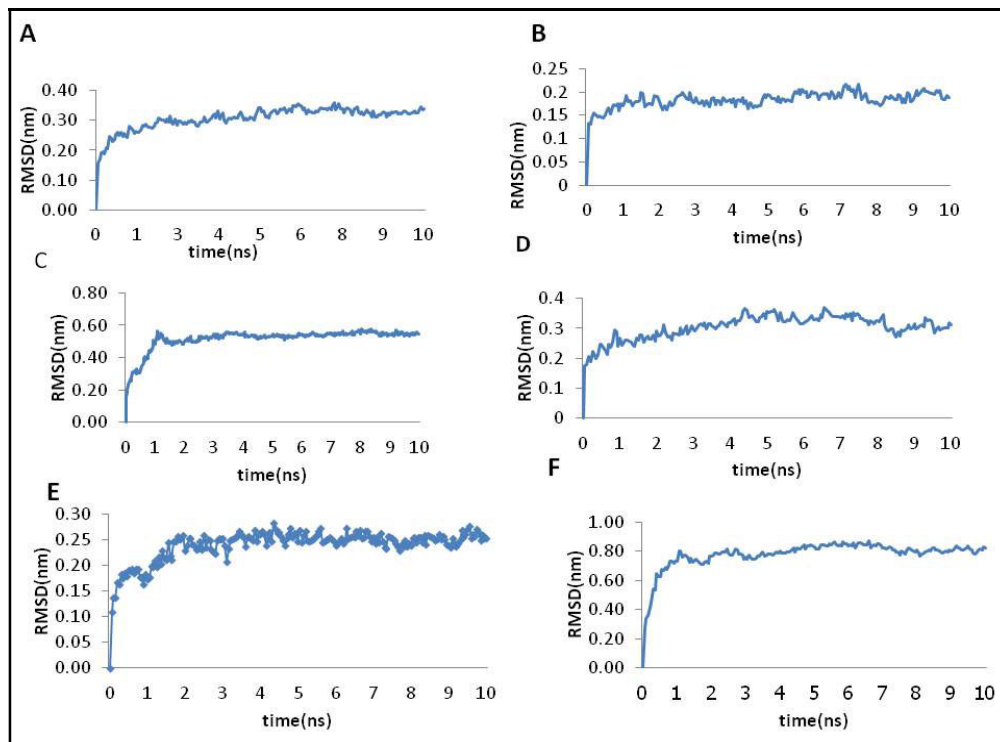 A
RMSD(nm)
0.40
0.30
0.20
0.10
0.00
0 1 3 4 5 6 8 9 10
time(ns)
B
RMSD(nm)
0.25
0.2
0.15
0.1
0.05
0
0 1 2 3 4 5 6 7 8 9 10
time(ns)
C
RMSD(nm)
0.80
0.60
0.40
0.20
0.00
0 1 2 3 4 5 6 7 8 9 10
time(ns)
D
RMSD(nm)
0.4
0.3
0.2
0.1
0
0 1 2 3 4 5 6 7 8 9 10
time(ns)
E
RMSD(nm)
0.30
0.25
0.20
0.15
0.10
0.05
0.00
0 1 2 3 4 5 6 7 8 9 10
time(ns)
F
RMSD(nm)
1.00
0.80
0.60
0.40
0.20
0.00
0 1 2 3 4 5 6 7 8 9 10
time(ns)